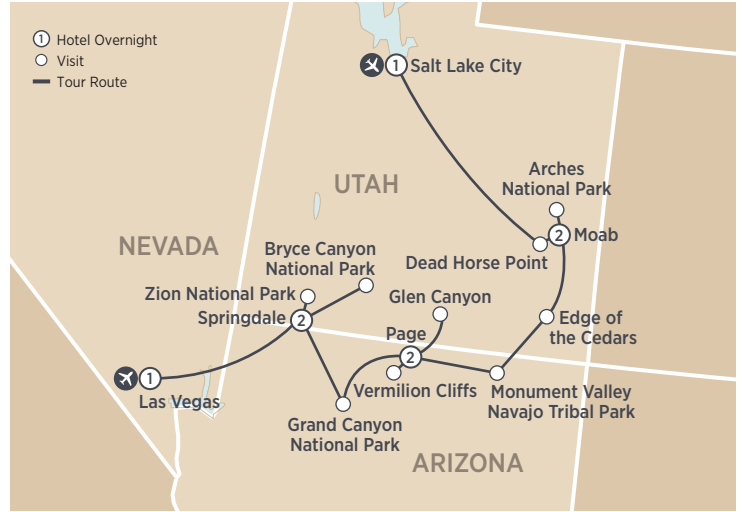 1 Hotel Overnight
Visit
Tour Route
1 Salt Lake City
UTAH
Arches
National Park
2 Moab
Dead Horse Point
NEVADA
Bryce Canyon
National Park
Zion National Park
Springdale 2
Glen Canyon
Page
2
Edge of
the Cedars
1
Las Vegas
Vermilion Cliffs
Monument Valley
Navajo Tribal Park
Grand Canyon
National Park
ARIZONA